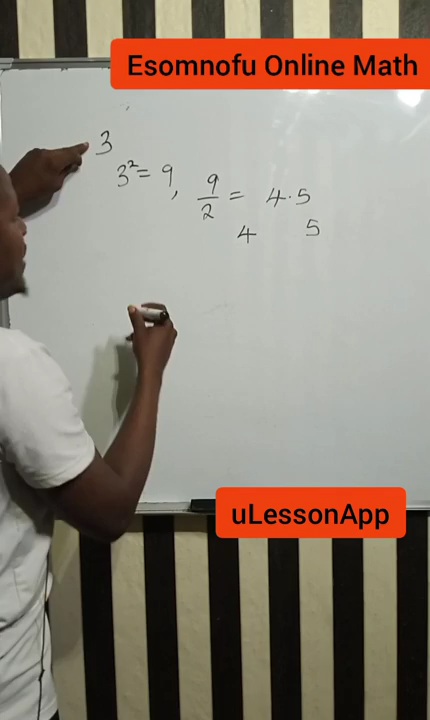 Esomnofu Online Math
3
3² = 9, 9/2 = 4.5
4 5
uLessonApp